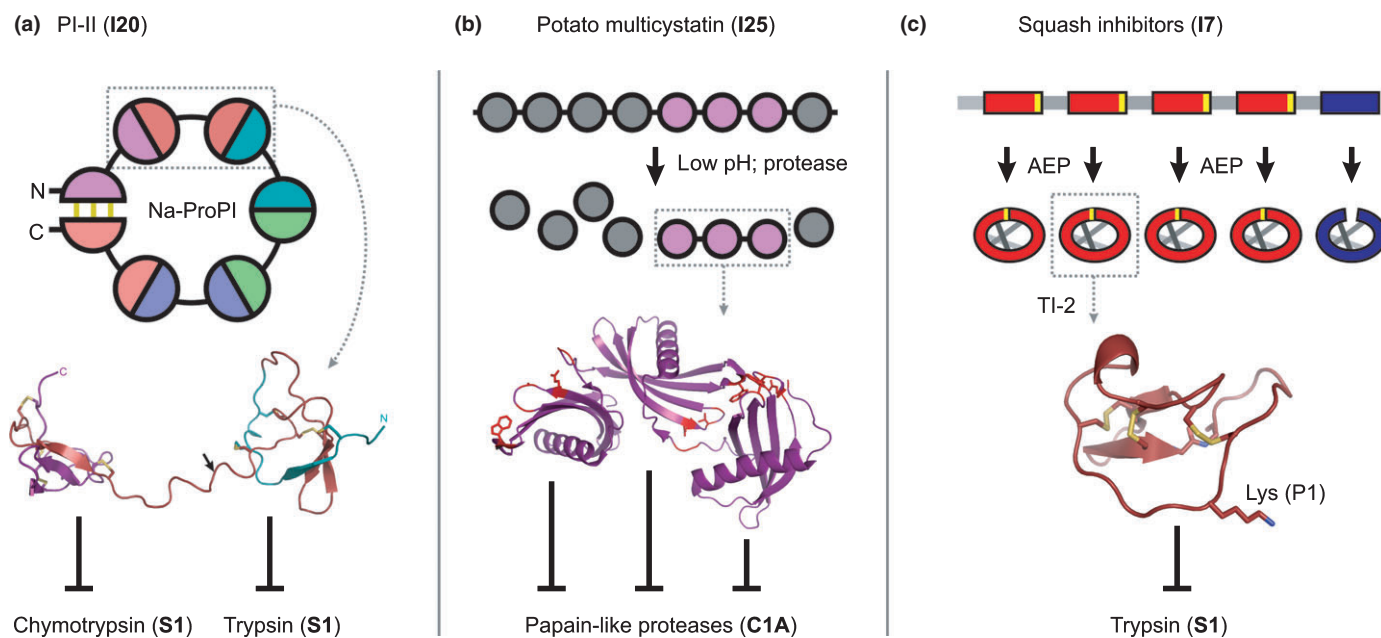 (a) PI-II (I20)
N
C
Na-ProPI
C
N
Chymotrypsin (S1)
Trypsin (S1)
(b) Potato multicystatin (I25)
Low pH; protease
Papain-like proteases (C1A)
(c) Squash inhibitors (I7)
AEP
AEP
TI-2
Lys (P1)
Trypsin (S1)